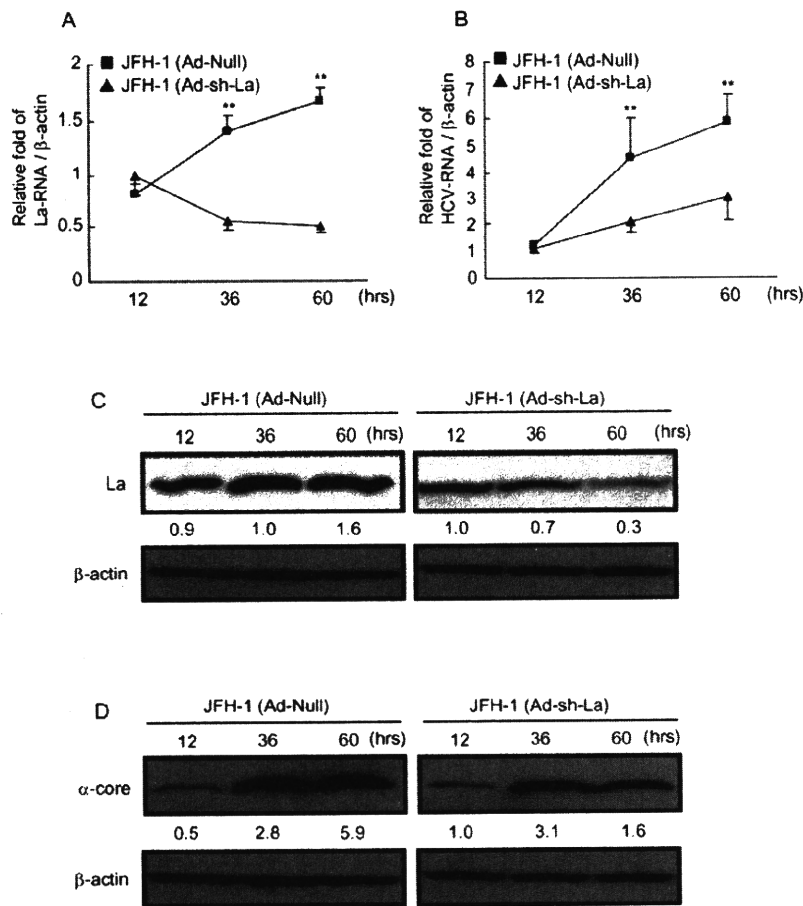 A
JFH-1 (Ad-Null)
JFH-1 (Ad-sh-La)
Relative fold of
La-RNA / β-actin
2
1.5
1
0.5
0
**
**
12 36 60 (hrs)
B
JFH-1 (Ad-Null)
JFH-1 (Ad-sh-La)
Relative fold of
HCV-RNA / β-actin
8
7
6
5
4
3
2
1
0
**
**
12 36 60 (hrs)
C
JFH-1 (Ad-Null) JFH-1 (Ad-sh-La)
12 36 60 (hrs) 12 36 60 (hrs)
La
0.9 1.0 1.6 1.0 0.7 0.3
β-actin
D
JFH-1 (Ad-Null) JFH-1 (Ad-sh-La)
12 36 60 (hrs) 12 36 60 (hrs)
α-core
0.5 2.8 5.9 1.0 3.1 1.6
β-actin